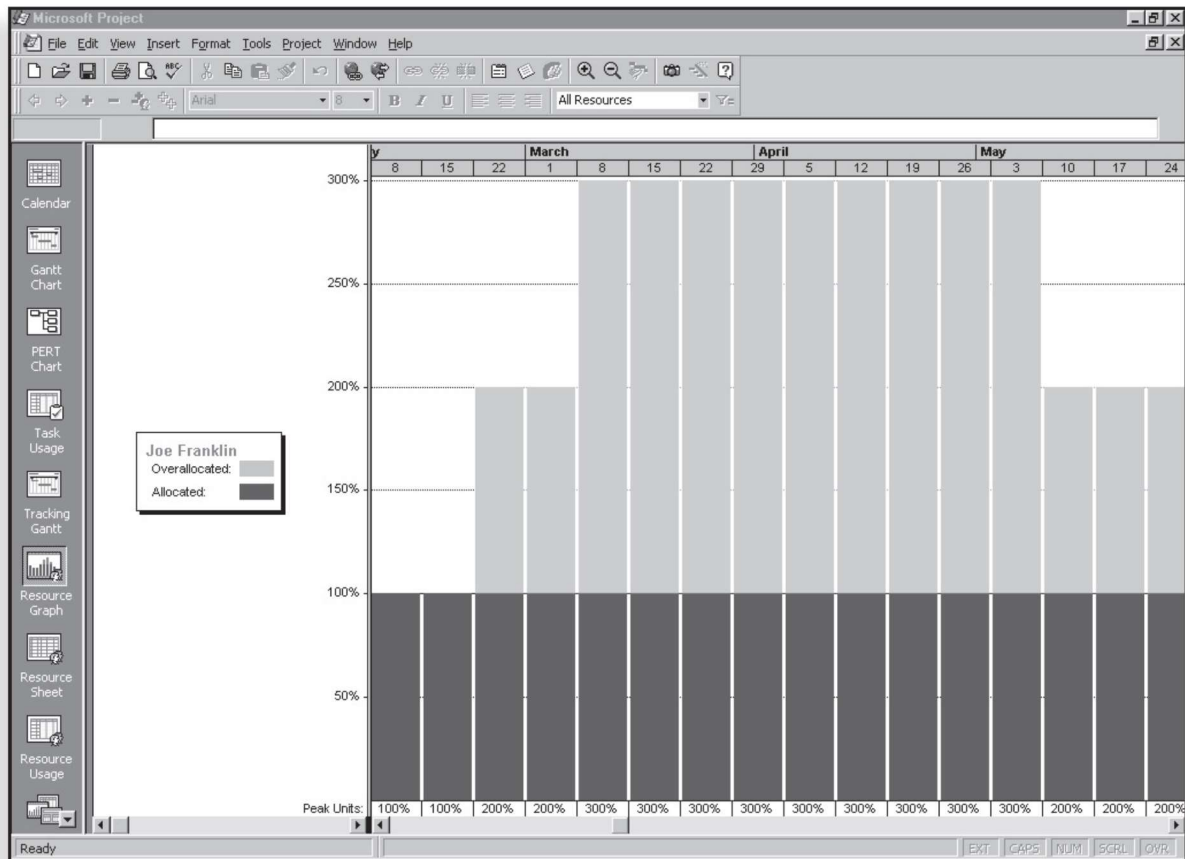 Microsoft Project
File Edit View Insert Format Tools Project Window Help
ABC
Arial 8 B I U All Resources
y March April May
8 15 22 1 8 15 22 29 5 12 19 26 3 10 17 24
Calendar
Gantt
Chart
PERT
Chart
Task
Usage
Tracking
Gantt
Resource
Graph
Resource
Sheet
Resource
Usage
Joe Franklin
Overallocated:
Allocated:
300%
250%
200%
150%
100%
50%
Peak Units: 100% 100% 200% 200% 300% 300% 300% 300% 300% 300% 300% 300% 300% 200% 200% 200%
Ready EXT CAPS NUM SCRL OVR